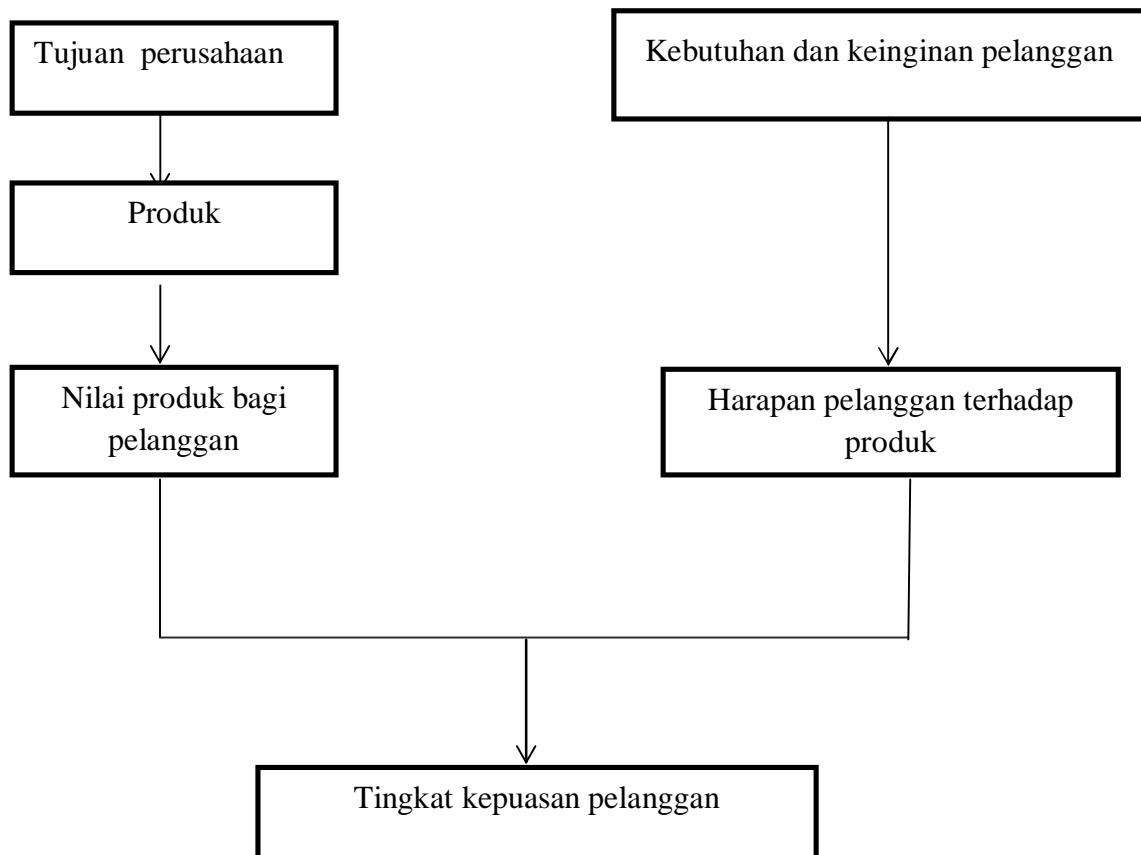 Tujuan perusahaan
Kebutuhan dan keinginan pelanggan
Produk
Nilai produk bagi
pelanggan
Harapan pelanggan terhadap
produk
Tingkat kepuasan pelanggan